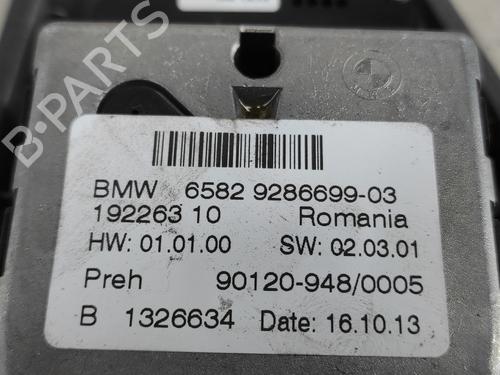 BMW 6582 9286699-03
192263 10 Romania
HW: 01.01.00 SW: 02.03.01
Preh 90120-948/0005
B 1326634 Date: 16.10.13
B-PARTS